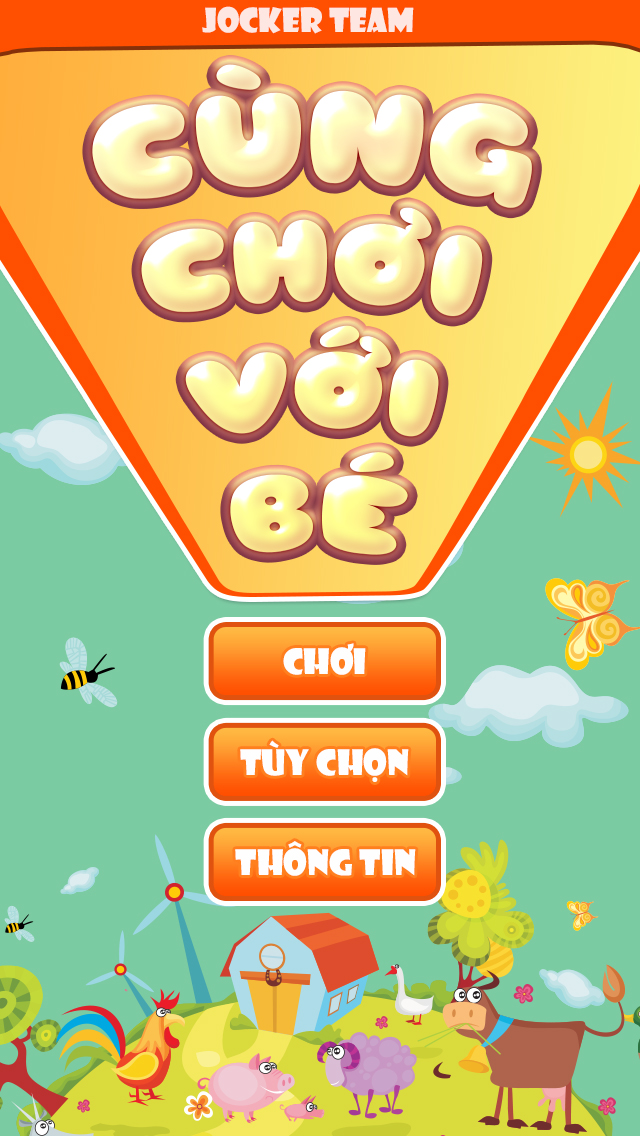 JOCKER TEAM
CÙNG
CHƠI
VỚI
BÉ
CHƠI
TÙY CHỌN
THÔNG TIN